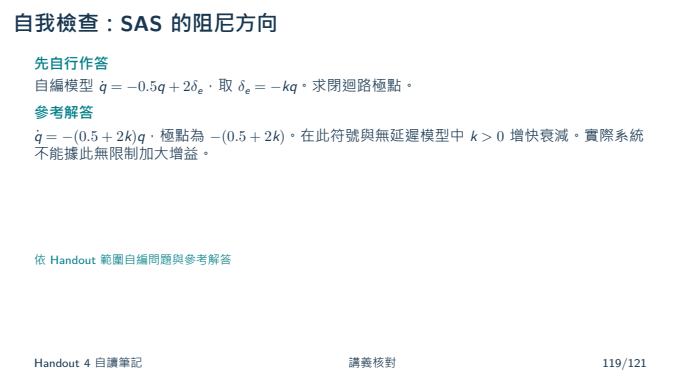 自我檢查：SAS 的阻尼方向
先自行作答
自編模型 q̇ = −0.5q + 2δₑ，取 δₑ = −kq。求閉迴路極點。
參考解答
q̇ = −(0.5 + 2k)q，極點為 −(0.5 + 2k)。在此符號與無延遲模型中 k > 0 增快衰減。實際系統
不能據此無限制加大增益。
依 Handout 範圍自編問題與參考解答
Handout 4 自讀筆記
講義核對
119/121